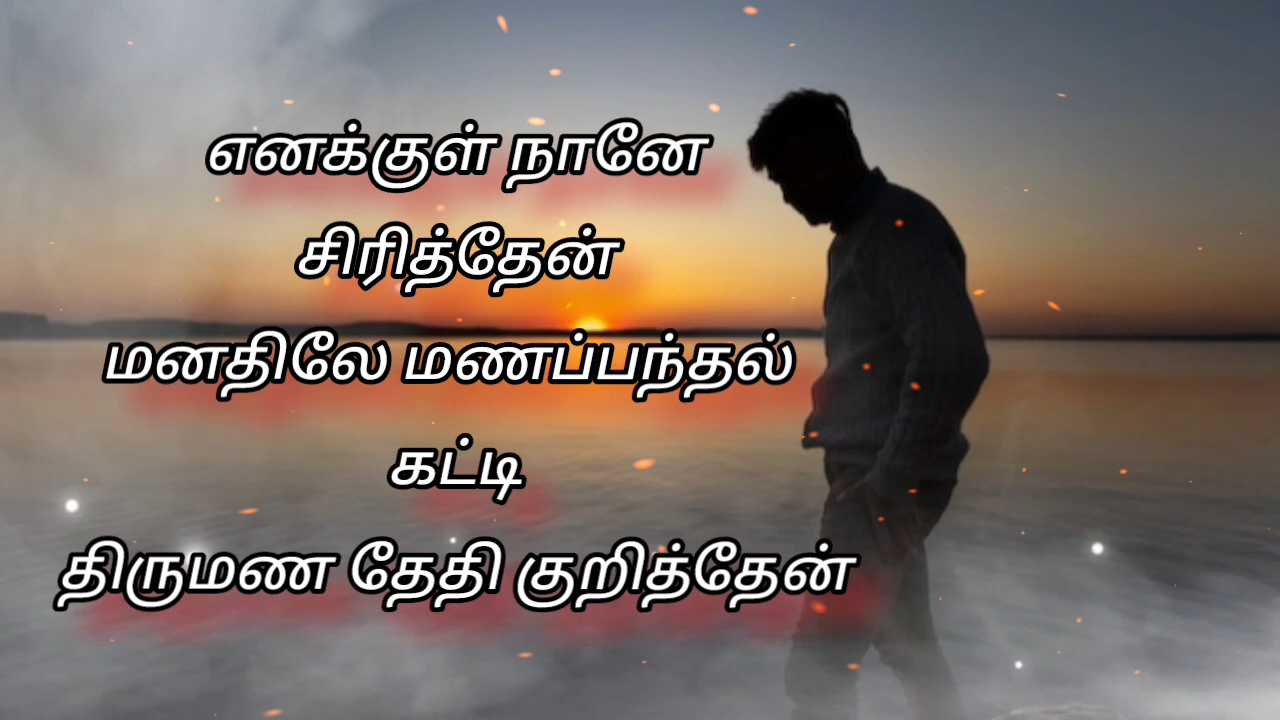 எனக்குள் நானே
சிரித்தேன்
மனதிலே மணப்பந்தல்
கட்டி
திருமண தேதி குறித்தேன்